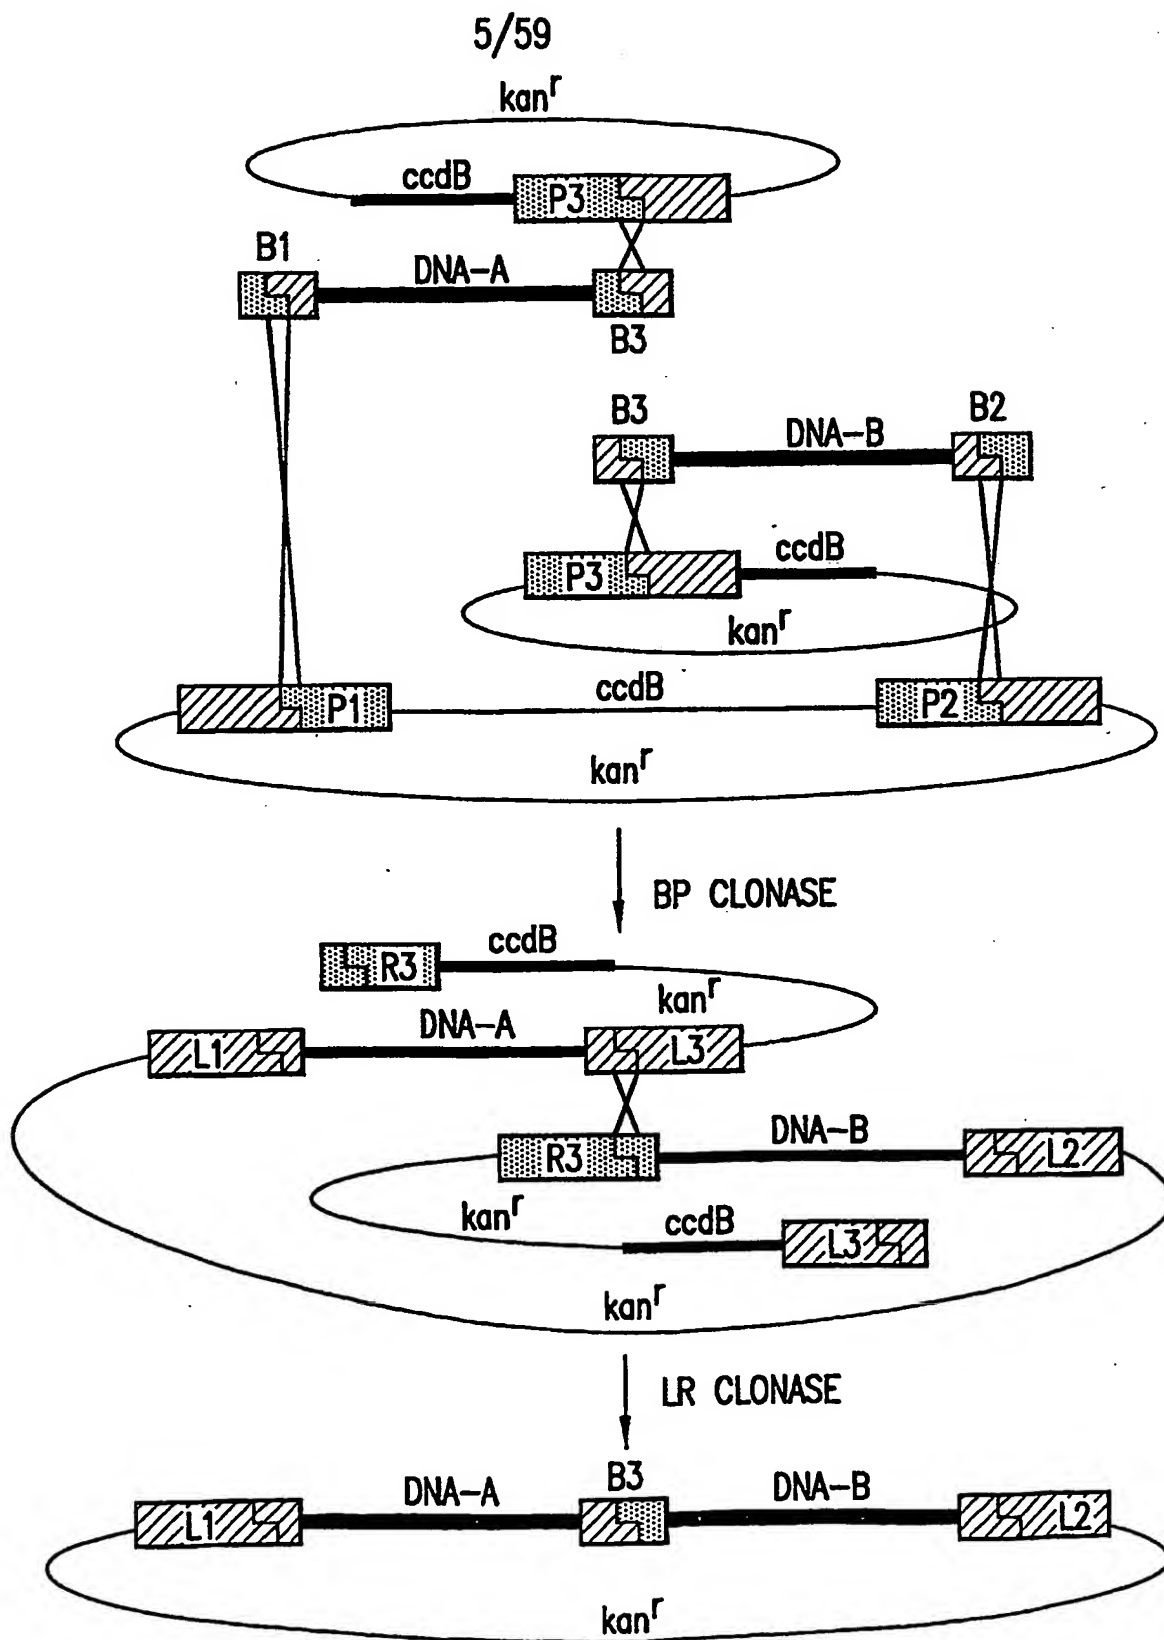 5/59
kanʳ
ccdB
P3
B1
DNA-A
B3
B3
DNA-B
B2
P3
ccdB
kanʳ
P1
ccdB
P2
kanʳ
BP CLONASE
R3
ccdB
kanʳ
L1
DNA-A
L3
R3
DNA-B
L2
kanʳ
ccdB
L3
kanʳ
LR CLONASE
L1
DNA-A
B3
DNA-B
L2
kanʳ